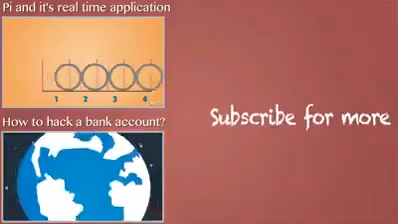 Pi and it's real time application
1 2 3 4
How to hack a bank account?
Subscribe for more